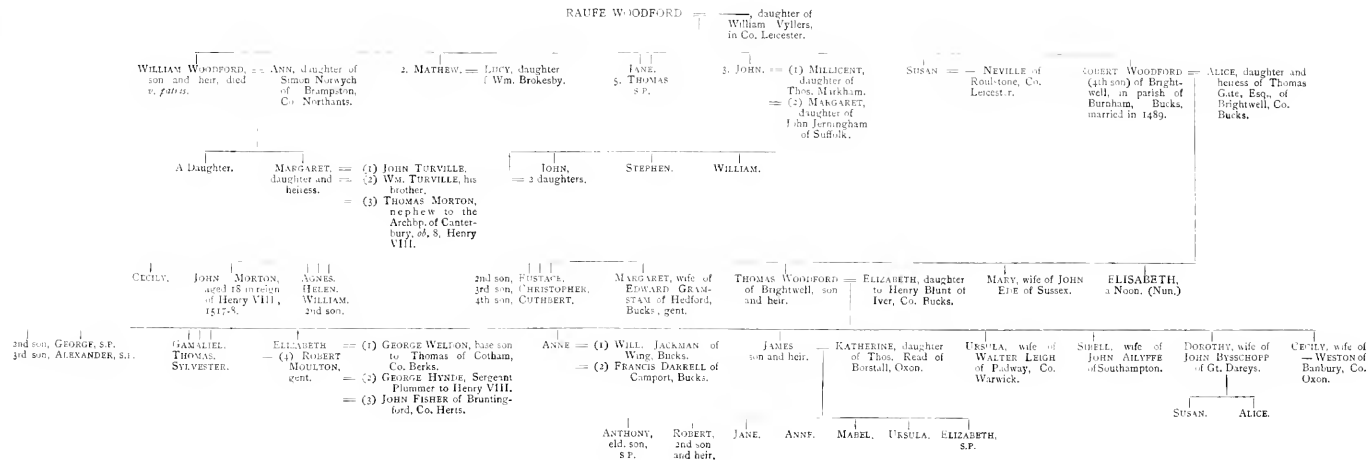 RAUFE WOODFORD = ——, daughter of
William Vyllers,
in Co. Leicester.
WILLIAM WOODFORD, =
son and heir, died
v. patris.
ANN, daughter of
Simon Norwych
of Brampston,
Co. Northants.
2. MATHEW, =
LUCY, daughter
f Wm. Brokesby.
JANE,
5. THOMAS
S.P.
3. JOHN, = (1) MILLICENT,
daughter of
Thos. Markham.
= (2) MARGARET,
daughter of
John Jerningham
of Suffolk.
SUSAN =
— NEVILLE of
Roulstone, Co.
Leicester.
ROBERT WOODFORD =
(4th son) of Bright-
well, in parish of
Burnham, Bucks,
married in 1489.
ALICE, daughter and
heiress of Thomas
Gate, Esq., of
Brightwell, Co.
Bucks.
A Daughter.
MARGARET, =
daughter and =
heiress.
(1) JOHN TURVILLE.
(2) WM. TURVILLE, his
brother.
= (3) THOMAS MORTON,
nephew to the
Archbp. of Canter-
bury, ob. 8, Henry
VIII.
JOHN,
= 2 daughters.
STEPHEN.
WILLIAM.
CECILY.
JOHN MORTON,
aged 18 in reign
of Henry VIII,
1517-8.
AGNES.
HELEN.
WILLIAM.
2nd son.
2nd son, EUSTACE,
3rd son, CHRISTOPHER,
4th son, CUTHBERT.
MARGARET, wife of
EDWARD GRAM-
STAM of Hedford,
Bucks, gent.
THOMAS WOODFORD =
of Brightwell, son
and heir.
ELIZABETH, daughter
to Henry Blunt of
Iver, Co. Bucks.
MARY, wife of JOHN
EDE of Sussex.
ELISABETH,
a Noon. (Nun.)
2nd son, GEORGE, S.P.
3rd son, ALEXANDER, S.P.
GAMALIEL.
THOMAS.
SYLVESTER.
ELIZABETH
— (4) ROBERT
MOULTON,
gent.
= (1) GEORGE WELDON, base son
to Thomas of Cotham,
Co. Berks.
= (2) GEORGE HYNDE, Sergeant
Plummer to Henry VIII.
= (3) JOHN FISHER of Brunting-
ford, Co. Herts.
ANNE = (1) WILL. JACKMAN of
Wing, Bucks.
= (2) FRANCIS DARRELL of
Camport, Bucks.
JAMES —
son and heir.
KATHERINE, daughter
of Thos. Read of
Borstall, Oxon.
URSULA, wife of
WALTER LEIGH
of Padway, Co.
Warwick.
SIBELL, wife of
JOHN AILYFFE
of Southampton.
DOROTHY, wife of
JOHN BYSSCHOPP
of Gt. Dareys.
CECILY, wife of
— WESTON of
Banbury, Co.
Oxon.
SUSAN. ALICE.
ANTHONY,
eld. son,
S.P.
ROBERT,
2nd son
and heir,
JANE.
ANNE.
MABEL.
URSULA.
ELIZABETH,
S.P.